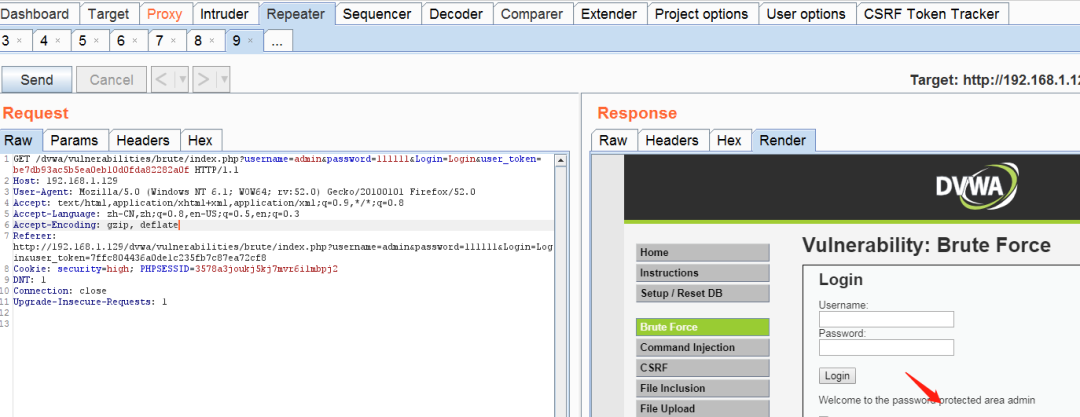 Dashboard Target Proxy Intruder Repeater Sequencer Decoder Comparer Extender Project options User options CSRF Token Tracker
3 × 4 × 5 × 6 × 7 × 8 × 9 × ...
Send Cancel < > Target: http://192.168.1.12
Request
Raw Params Headers Hex
1 GET /dvwa/vulnerabilities/brute/index.php?username=admin&password=111111&Login=Login&user_token=
be7db93ac5b5ea0eb10d0fda82282a0f HTTP/1.1
2 Host: 192.168.1.129
3 User-Agent: Mozilla/5.0 (Windows NT 6.1; WOW64; rv:52.0) Gecko/20100101 Firefox/52.0
4 Accept: text/html,application/xhtml+xml,application/xml;q=0.9,*/*;q=0.8
5 Accept-Language: zh-CN,zh;q=0.8,en-US;q=0.5,en;q=0.3
6 Accept-Encoding: gzip, deflate
7 Referer:
http://192.168.1.129/dvwa/vulnerabilities/brute/index.php?username=admin&password=11111&Login=Log
in&user_token=7ffc804436a0de1c235fb7c87ea72cf8
8 Cookie: security=high; PHPSESSID=3578a3joukj5kj7mvr6i1mbpj2
9 DNT: 1
10 Connection: close
11 Upgrade-Insecure-Requests: 1
12
13
Response
Raw Headers Hex Render
DVWA
Home
Instructions
Setup / Reset DB
Brute Force
Command Injection
CSRF
File Inclusion
File Upload
Vulnerability: Brute Force
Login
Username:
Password:
Login
Welcome to the password protected area admin